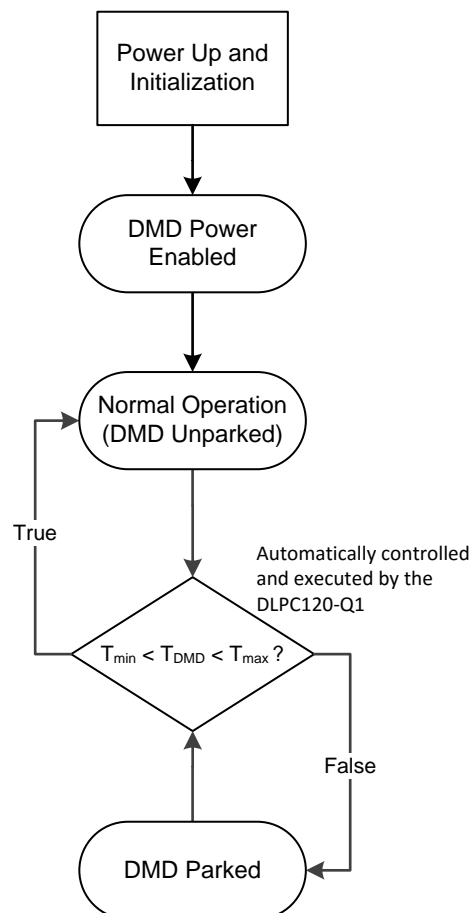 Power Up and
Initialization
DMD Power
Enabled
Normal Operation
(DMD Unparked)
True
Automatically controlled
and executed by the
DLPC120-Q1
Tmin < TDMD < Tmax ?
False
DMD Parked